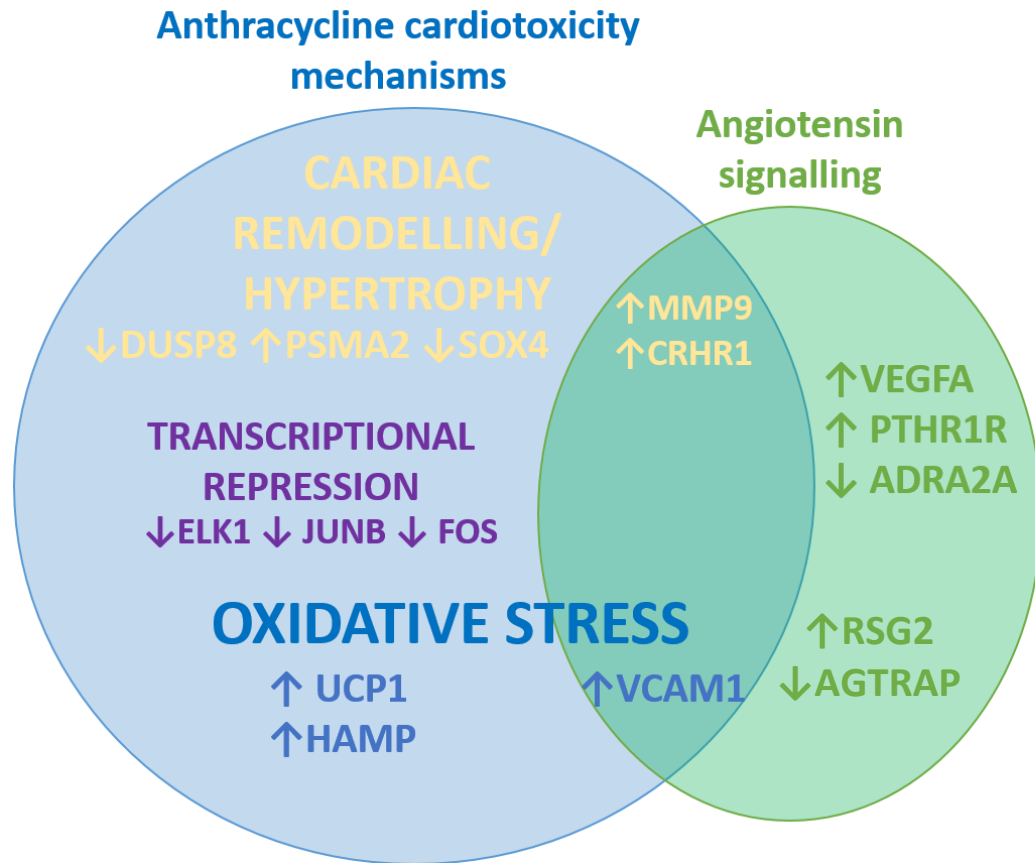 Anthracycline cardiotoxicity
mechanisms
Angiotensin
signalling
CARDIAC
REMODELLING/
HYPERTROPHY
↓DUSP8 ↑PSMA2 ↓SOX4
↑MMP9
↑CRHR1
↑VEGFA
↑ PTHR1R
↓ ADRA2A
TRANSCRIPTIONAL
REPRESSION
↓ELK1 ↓ JUNB ↓ FOS
OXIDATIVE STRESS
↑ UCP1
↑HAMP
↑VCAM1
↑RSG2
↓AGTRAP